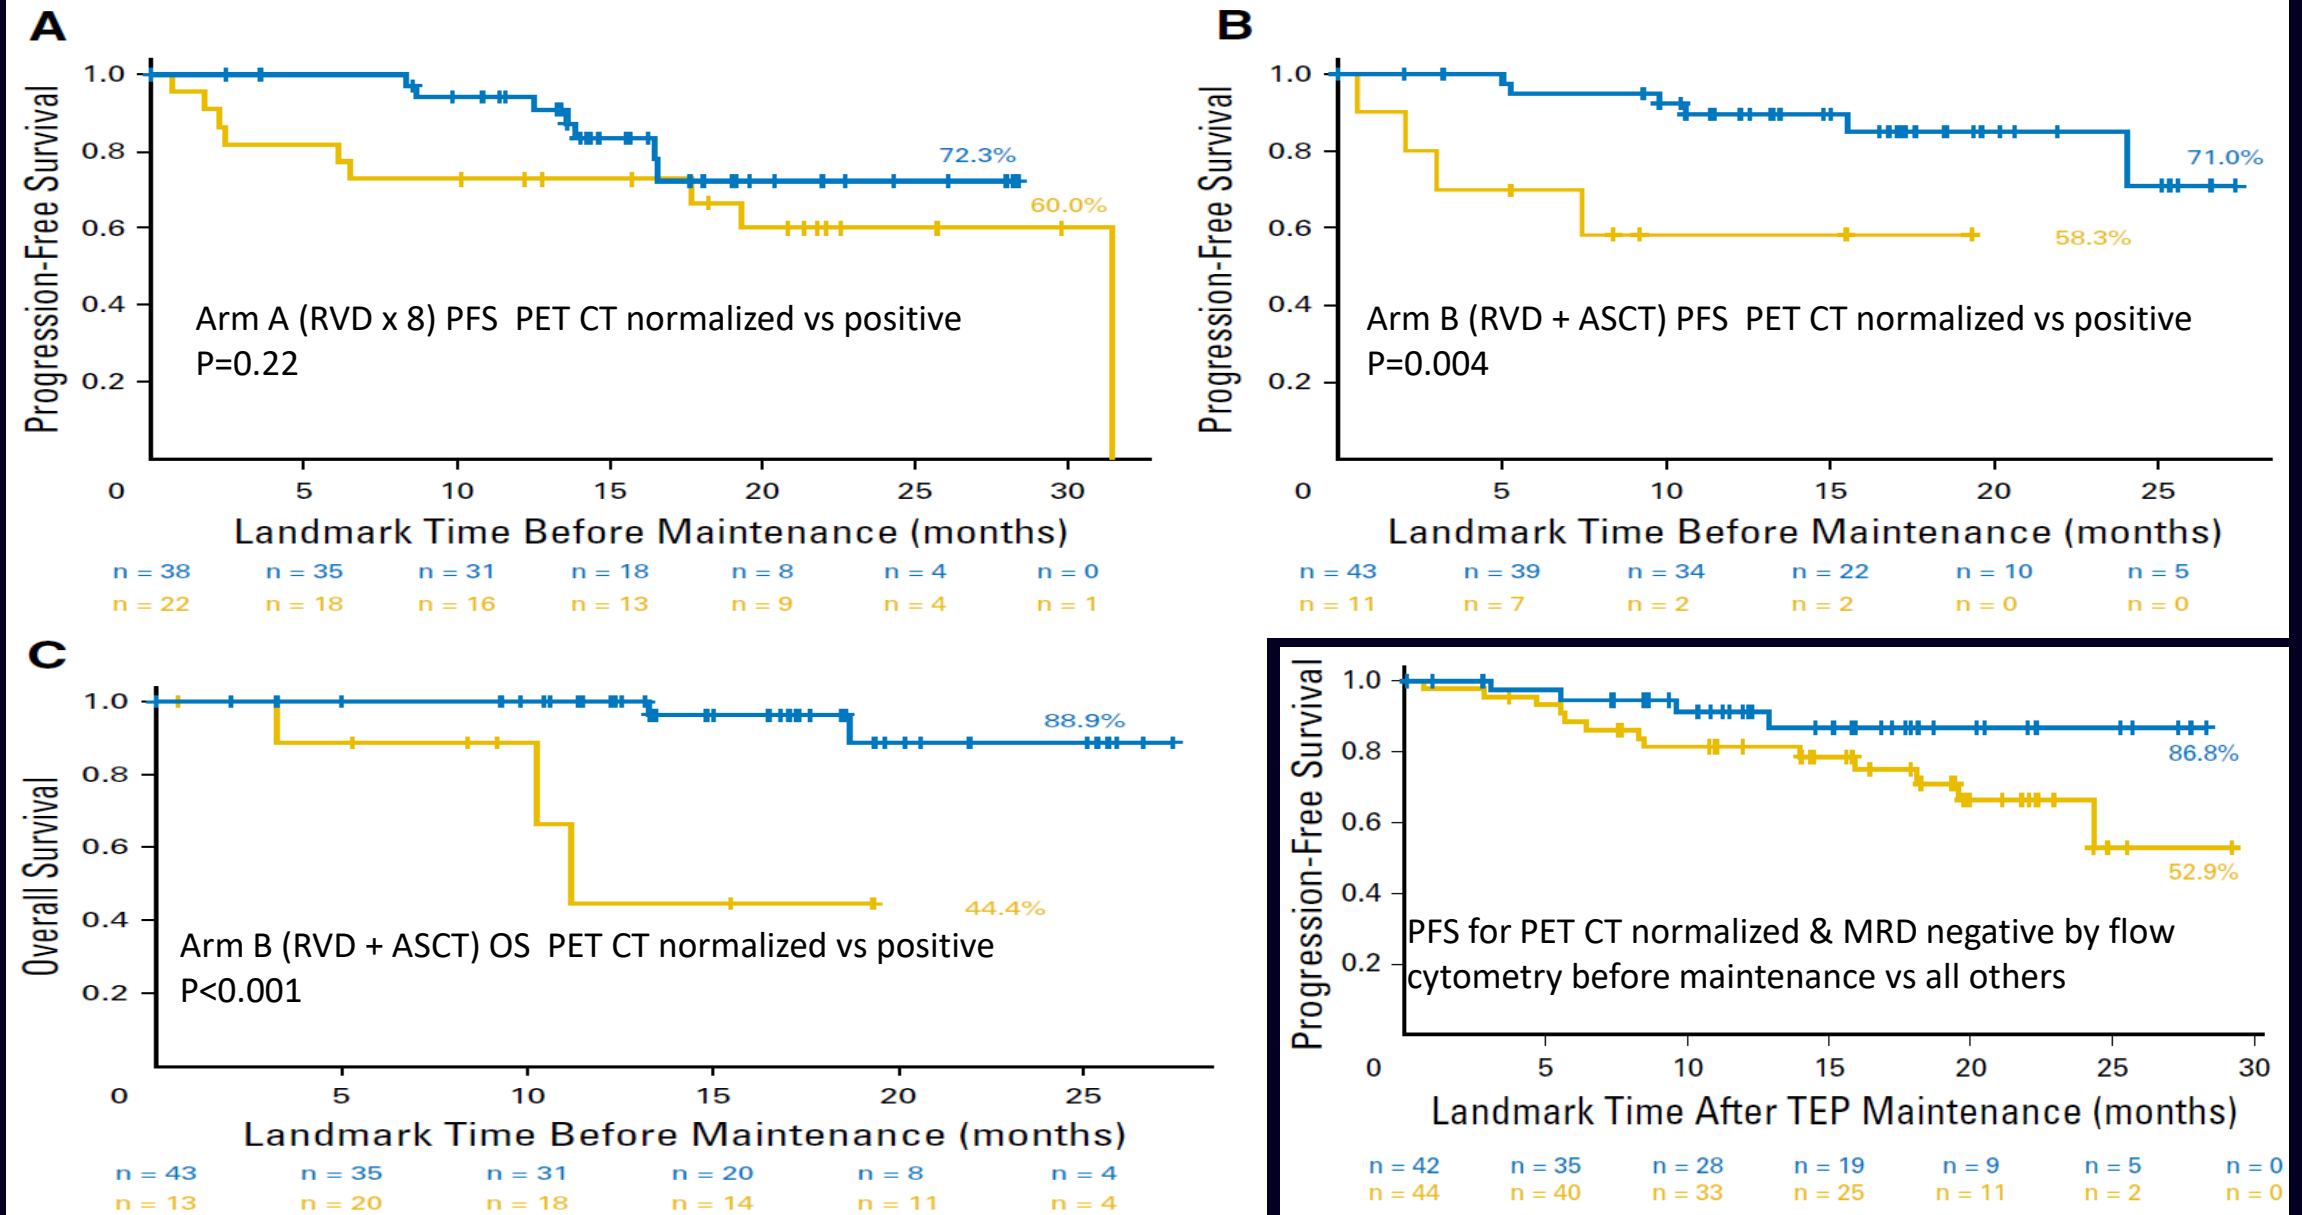 A
Progression-Free Survival
1.0
0.8
0.6
0.4
0.2
72.3%
60.0%
Arm A (RVD x 8) PFS PET CT normalized vs positive
P=0.22
0 5 10 15 20 25 30
Landmark Time Before Maintenance (months)
n = 38 n = 35 n = 31 n = 18 n = 8 n = 4 n = 0
n = 22 n = 18 n = 16 n = 13 n = 9 n = 4 n = 1
B
Progression-Free Survival
1.0
0.8
0.6
0.4
0.2
71.0%
58.3%
Arm B (RVD + ASCT) PFS PET CT normalized vs positive
P=0.004
0 5 10 15 20 25
Landmark Time Before Maintenance (months)
n = 43 n = 39 n = 34 n = 22 n = 10 n = 5
n = 11 n = 7 n = 2 n = 2 n = 0 n = 0
C
Overall Survival
1.0
0.8
0.6
0.4
0.2
88.9%
44.4%
Arm B (RVD + ASCT) OS PET CT normalized vs positive
P<0.001
0 5 10 15 20 25
Landmark Time Before Maintenance (months)
n = 43 n = 35 n = 31 n = 20 n = 8 n = 4
n = 13 n = 20 n = 18 n = 14 n = 11 n = 4
Progression-Free Survival
1.0
0.8
0.6
0.4
0.2
86.8%
52.9%
PFS for PET CT normalized & MRD negative by flow
cytometry before maintenance vs all others
0 5 10 15 20 25 30
Landmark Time After TEP Maintenance (months)
n = 42 n = 35 n = 28 n = 19 n = 9 n = 5 n = 0
n = 44 n = 40 n = 33 n = 25 n = 11 n = 2 n = 0